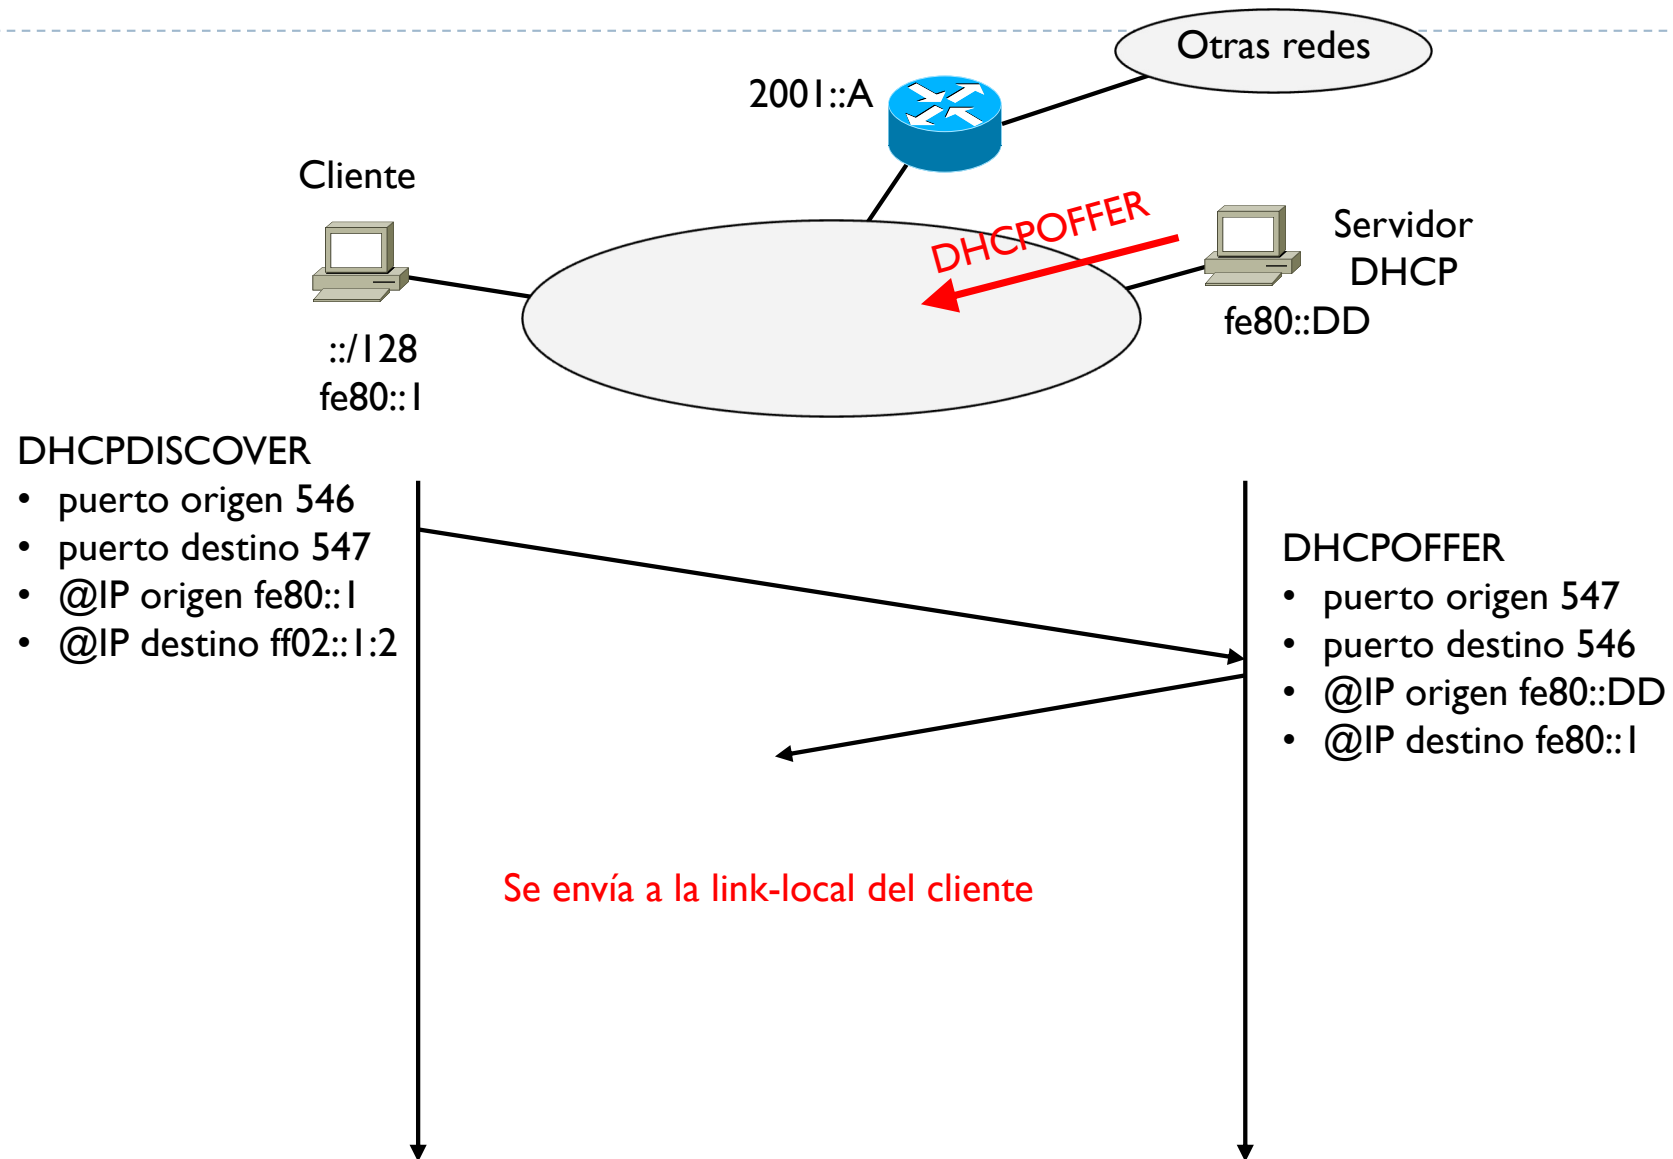 Otras redes
2001::A
Cliente
DHCPOFFER
Servidor
DHCP
fe80::DD
::/128
fe80::1
DHCPDISCOVER
• puerto origen 546
• puerto destino 547
• @IP origen fe80::1
• @IP destino ff02::1:2
DHCPOFFER
• puerto origen 547
• puerto destino 546
• @IP origen fe80::DD
• @IP destino fe80::1
Se envía a la link-local del cliente